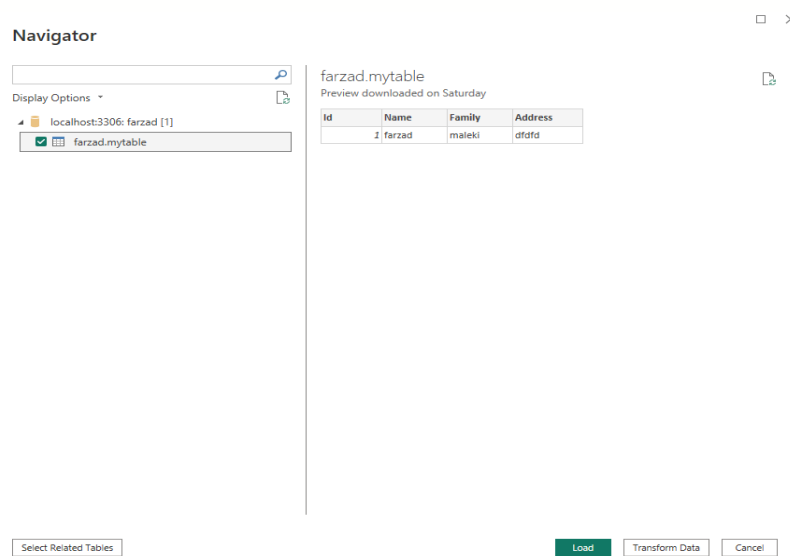 Navigator
Display Options
localhost:3306: farzad [1]
farzad.mytable
farzad.mytable
Preview downloaded on Saturday
Id Name Family Address
1 farzad maleki dfdfd
Select Related Tables Load Transform Data Cancel